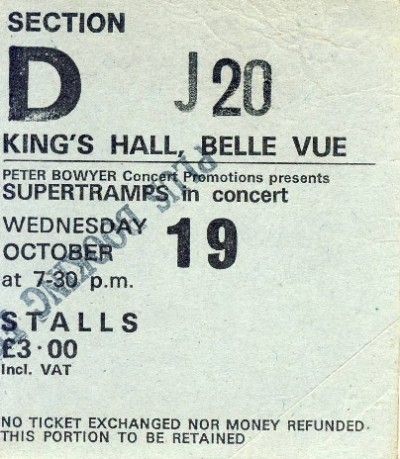 SECTION
D J20
KING'S HALL, BELLE VUE
PETER BOWYER Concert Promotions presents
SUPERTRAMPS in concert
WEDNESDAY
OCTOBER 19
at 7-30 p.m.
STALLS
£3·00
Incl. VAT
NO TICKET EXCHANGED NOR MONEY REFUNDED
THIS PORTION TO BE RETAINED
BOOKING